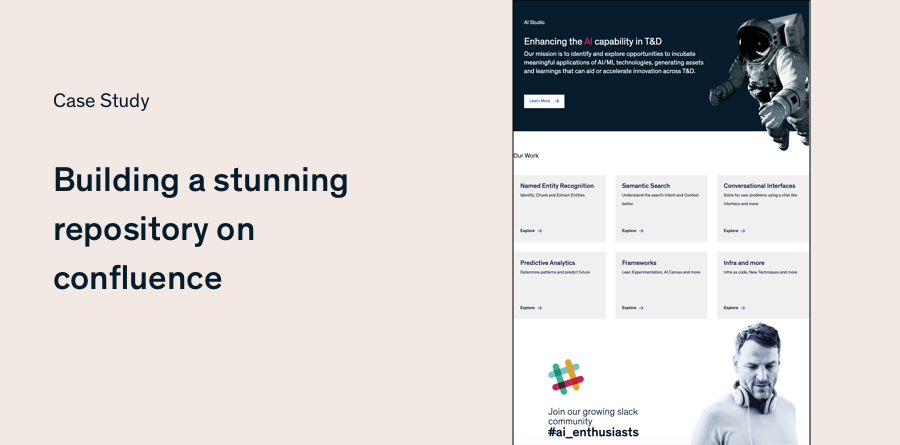 Case Study
Building a stunning
repository on
confluence
AI Studio
Enhancing the AI capability in T&D
Our mission is to identify and explore opportunities to incubate
meaningful applications of AI/ML technologies, generating assets
and learnings that can aid or accelerate innovation across T&D.
Learn More
Our Work
Named Entity Recognition
Identify, Chunk and Extract Entities
Explore
Semantic Search
Understand the search Intent and Context
better
Explore
Conversational Interfaces
Solve for user problems using a chat like
interface and more
Explore
Predictive Analytics
Determine patterns and predict future
Explore
Frameworks
Lean Experimentation, AI Canvas and more
Explore
Infra and more
Infra as code, New Techniques and more
Explore
Join our growing slack
community
#ai_enthusiasts